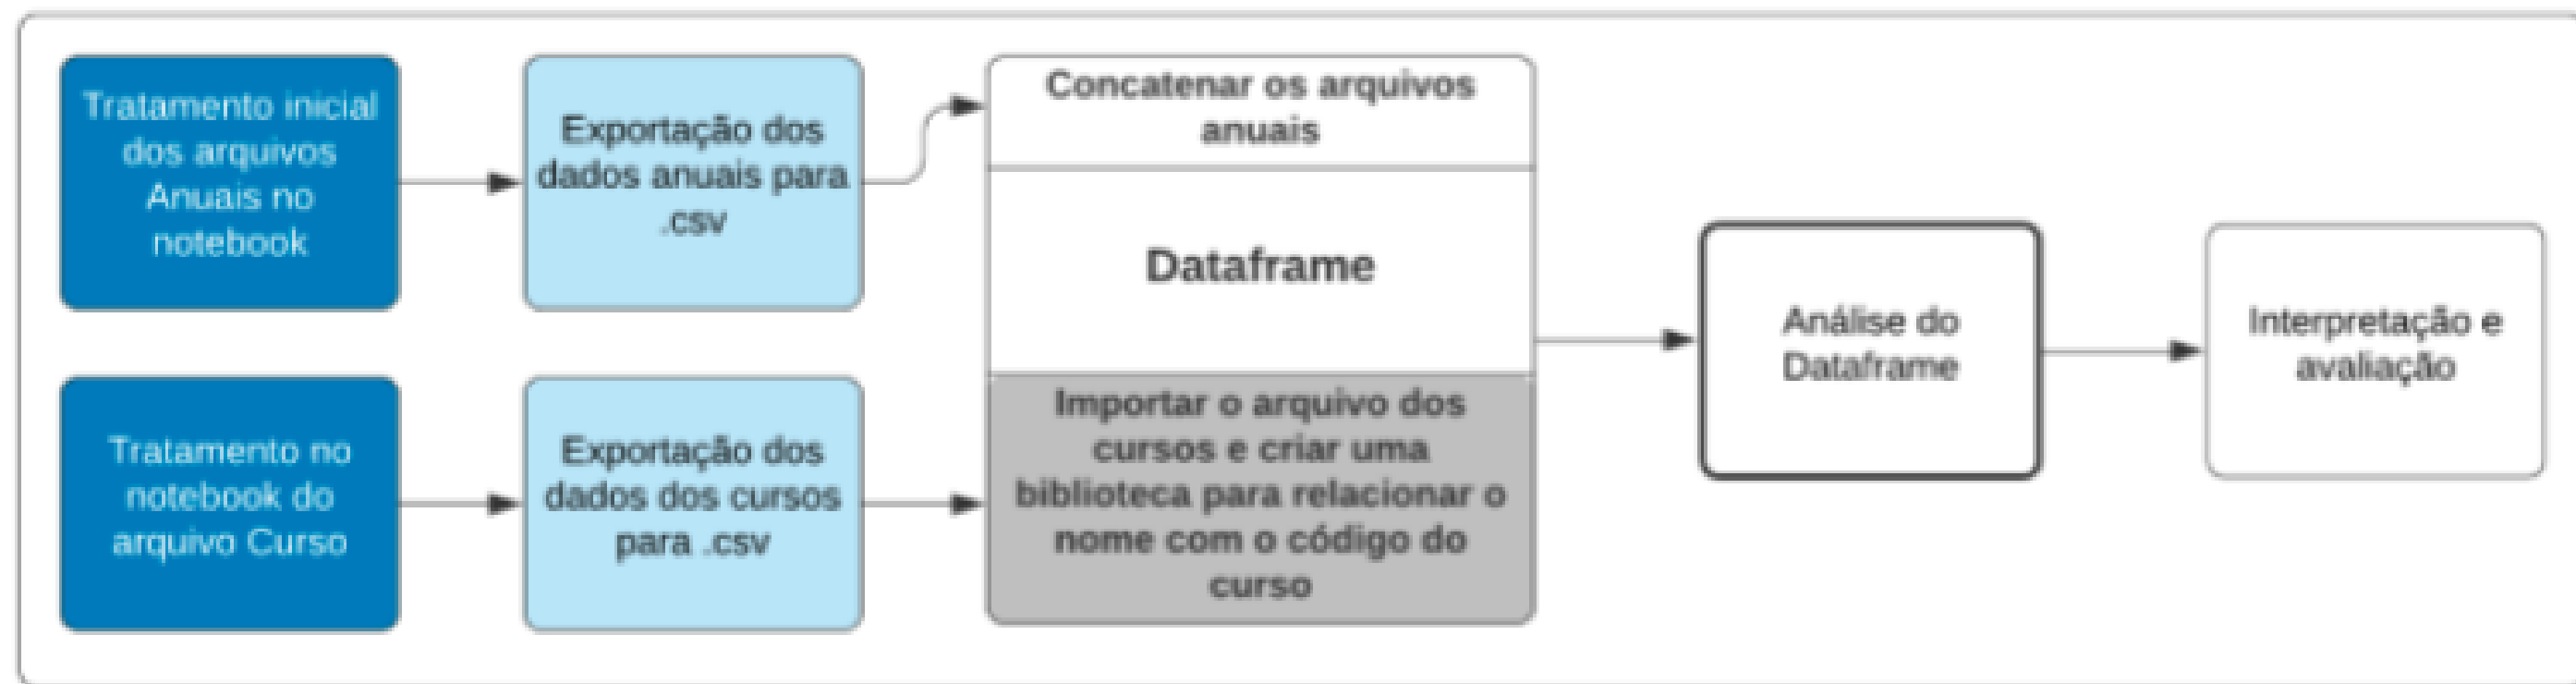 Tratamento inicial
dos arquivos
Anuais no
notebook
Exportação dos
dados anuais para
.csv
Concatenar os arquivos
anuais
Dataframe
Tratamento no
notebook do
arquivo Curso
Exportação dos
dados dos cursos
para .csv
Importar o arquivo dos
cursos e criar uma
biblioteca para relacionar o
nome com o código do
curso
Análise do
Dataframe
Interpretação e
avaliação